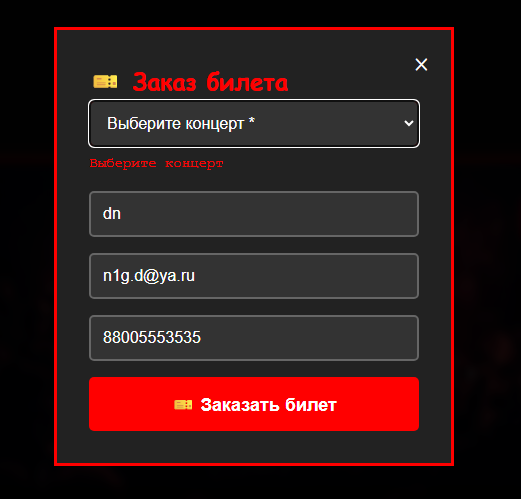 ×
🎫 Заказ билета
Выберите концерт *
Выберите концерт
dn
n1g.d@ya.ru
88005553535
🎫 Заказать билет